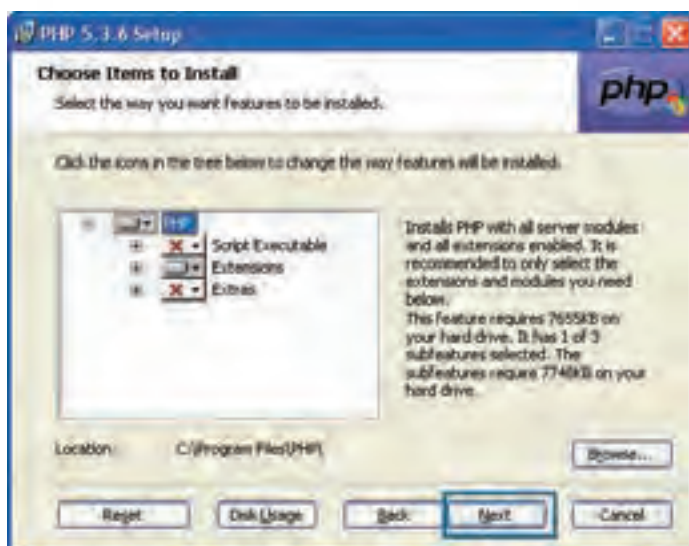 PHP 5.3.6 Setup
Choose Items to Install
Select the way you want features to be installed.
php
Click the icons in the tree below to change the way features will be installed.
PHP
Script Executable
Extensions
Extras
Installs PHP with all server modules
and all extensions enabled. It is
recommended to only select the
extensions and modules you need
below.
This feature requires 7655KB on
your hard drive. It has 1 of 3
subfeatures selected. The
subfeatures require 7748KB on your
hard drive.
Location: C:\Program Files\PHP\
Browse...
Reset Disk Usage Back Next Cancel